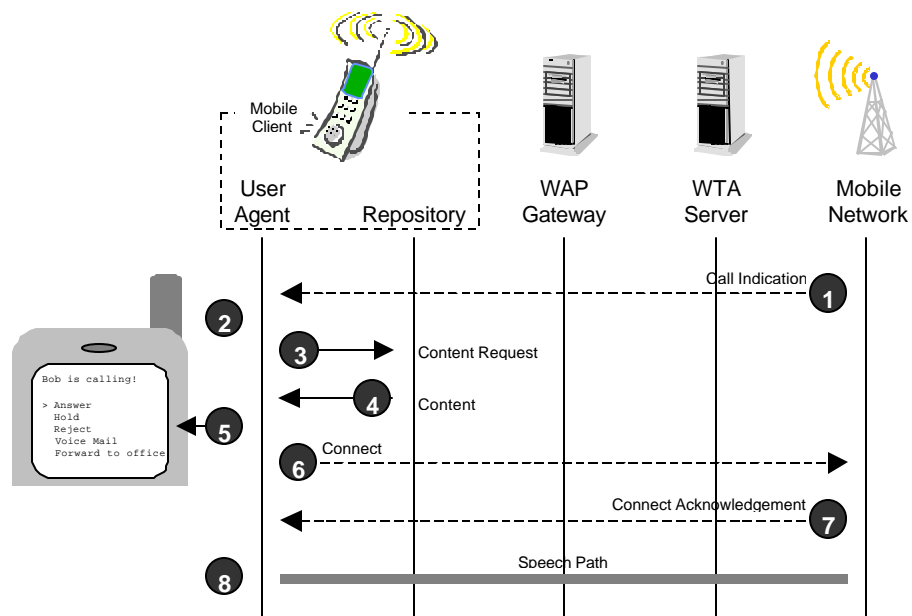 Mobile
Client
User
Agent
Repository
WAP
Gateway
WTA
Server
Mobile
Network
Call Indication
1
2
3
Content Request
4
Content
Bob is calling!
> Answer
Hold
Reject
Voice Mail
Forward to office
5
Connect
6
Connect Acknowledgement
7
Speech Path
8